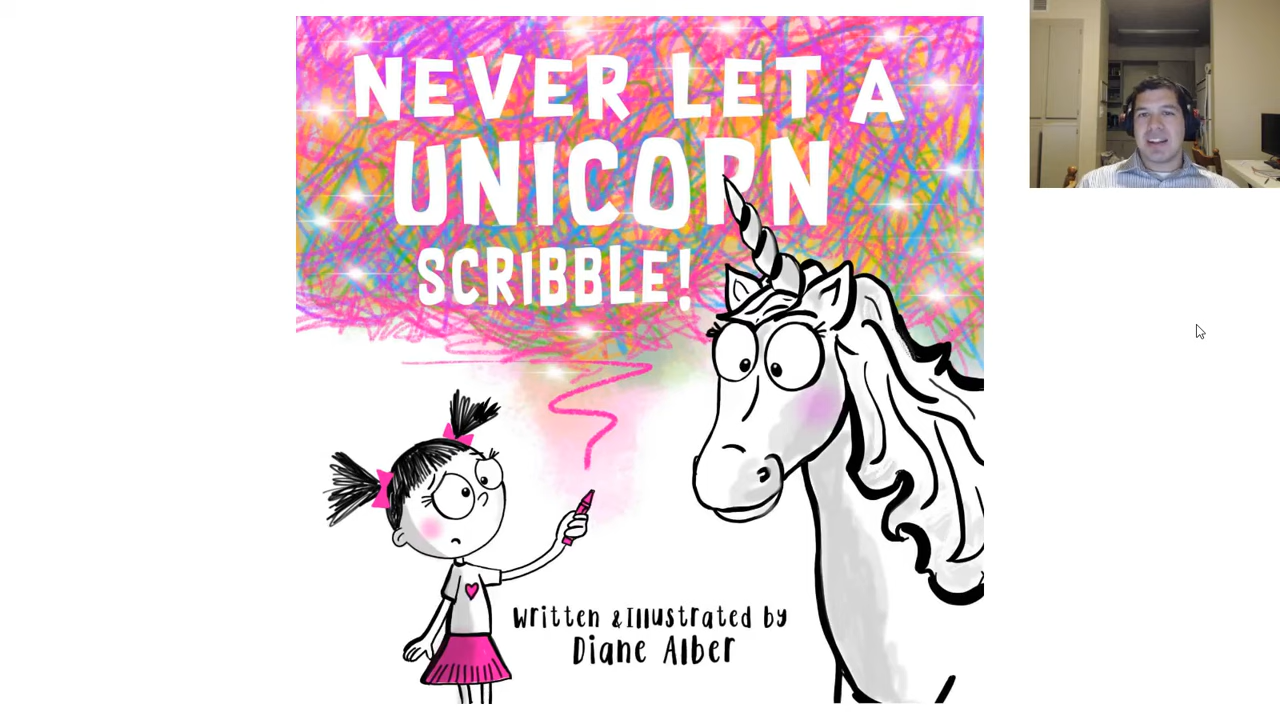 NEVER LET A
UNICORN
SCRIBBLE!
Written & Illustrated by
Diane Alber